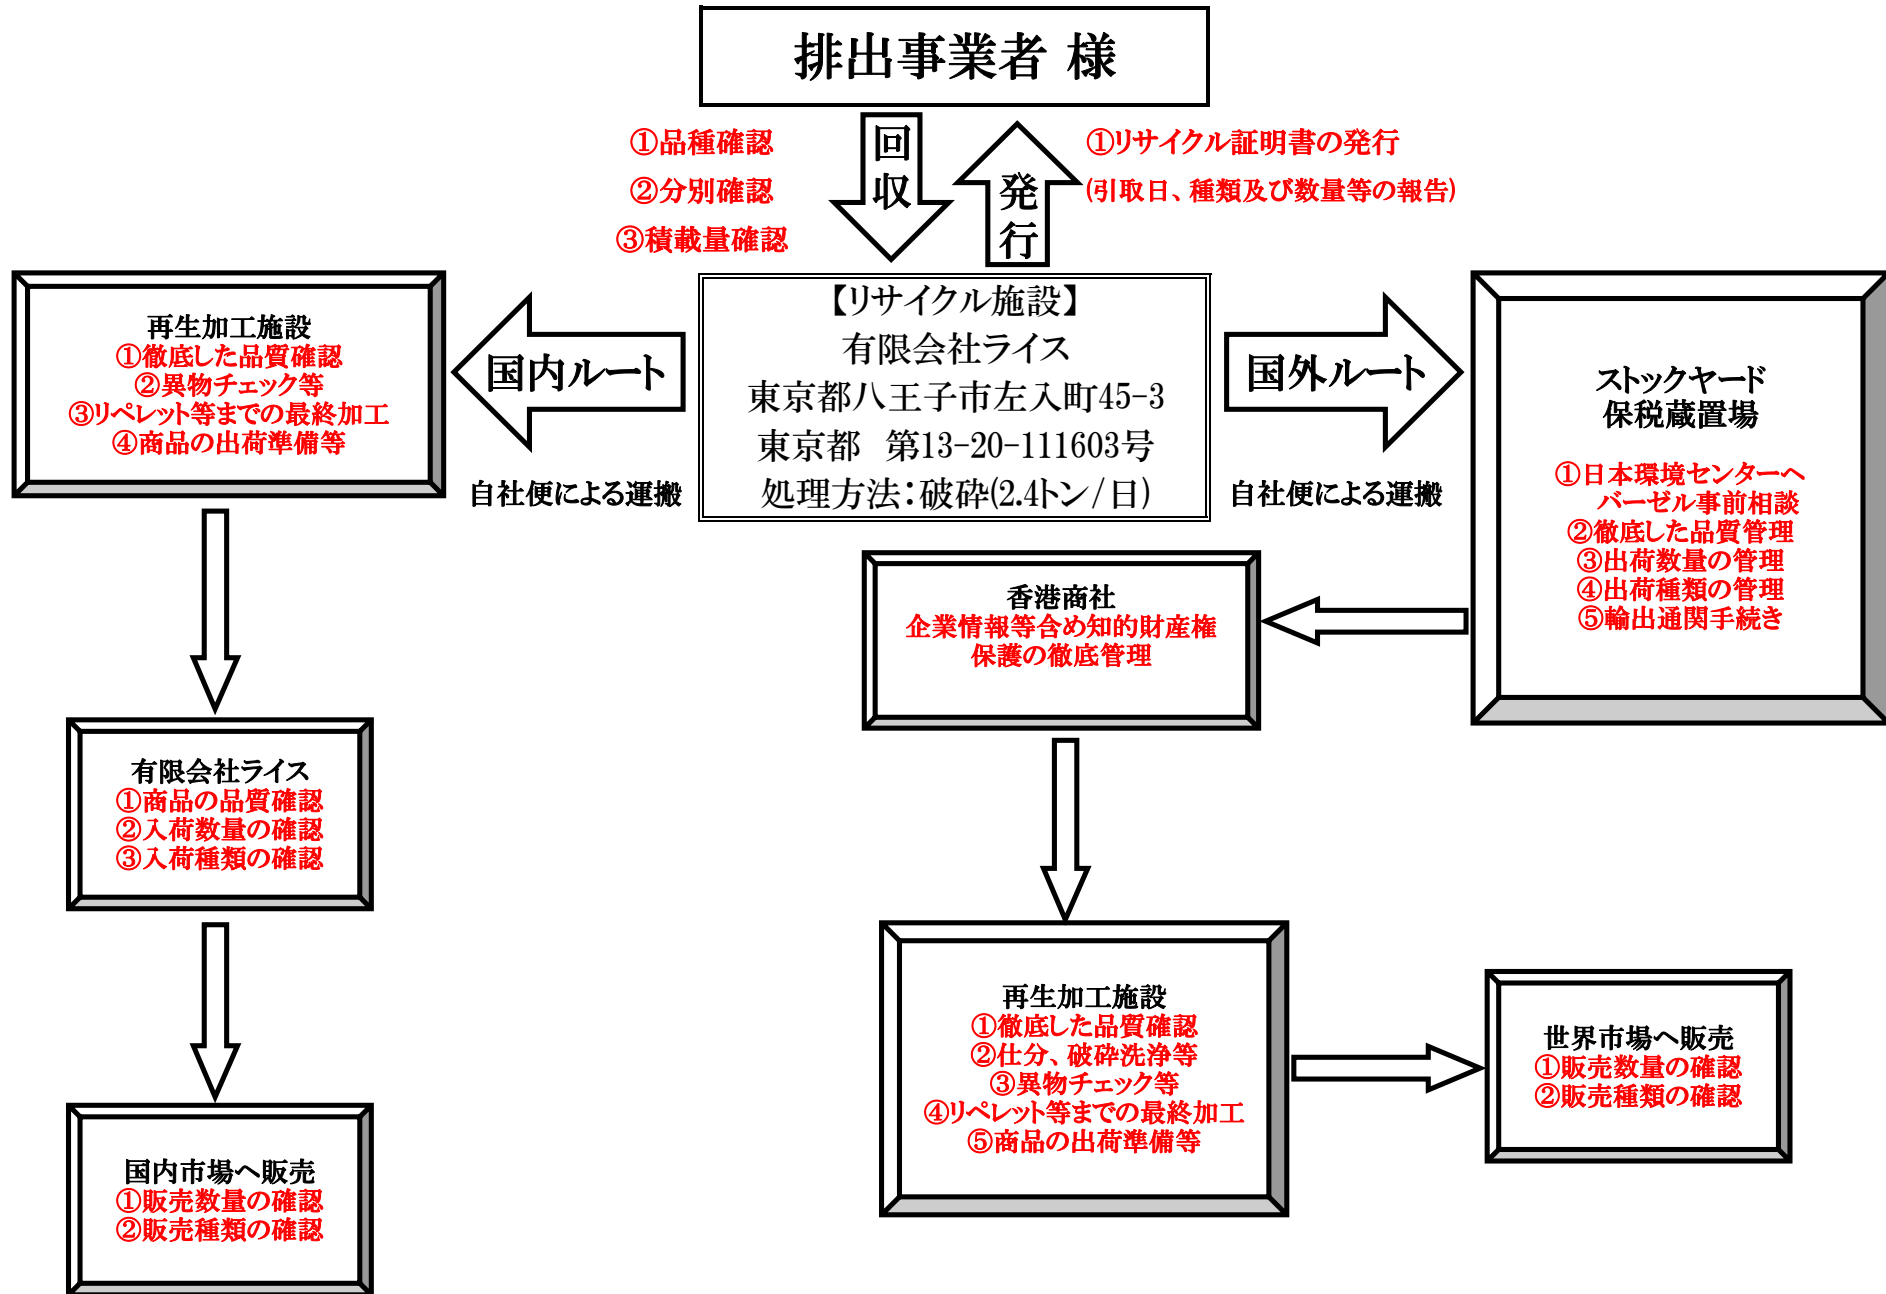 排出事業者 様
①品種確認
②分別確認
③積載量確認
回収
発行
①リサイクル証明書の発行
(引取日、種類及び数量等の報告)
【リサイクル施設】
有限会社ライス
東京都八王子市左入町45-3
東京都 第13-20-111603号
処理方法：破砕(2.4トン/日)
国内ルート
自社便による運搬
国外ルート
自社便による運搬
再生加工施設
①徹底した品質確認
②異物チェック等
③リペレット等までの最終加工
④商品の出荷準備等
有限会社ライス
①商品の品質確認
②入荷数量の確認
③入荷種類の確認
国内市場へ販売
①販売数量の確認
②販売種類の確認
ストックヤード
保税蔵置場
①日本環境センターへ
バーゼル事前相談
②徹底した品質管理
③出荷数量の管理
④出荷種類の管理
⑤輸出通関手続き
香港商社
企業情報等含め知的財産権
保護の徹底管理
再生加工施設
①徹底した品質確認
②仕分、破砕洗浄等
③異物チェック等
④リペレット等までの最終加工
⑤商品の出荷準備等
世界市場へ販売
①販売数量の確認
②販売種類の確認